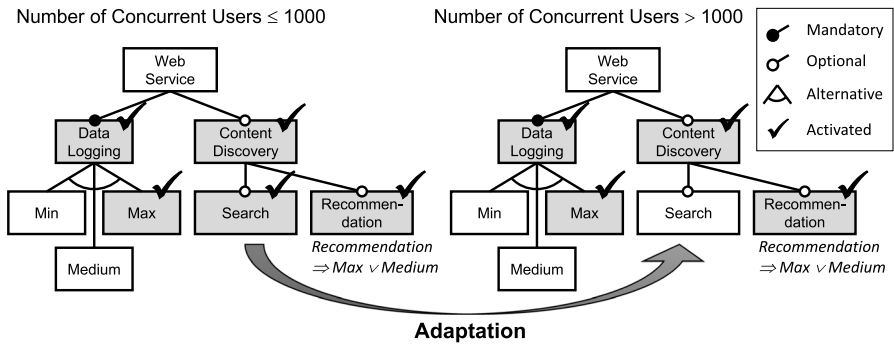 Number of Concurrent Users ≤ 1000
Web
Service
Data
Logging
Content
Discovery
Min
Max
Search
Recommen-
dation
Medium
Recommendation
⇒ Max ∨ Medium
Number of Concurrent Users > 1000
Web
Service
Data
Logging
Content
Discovery
Min
Max
Search
Recommen-
dation
Medium
Recommendation
⇒ Max ∨ Medium
Mandatory
Optional
Alternative
Activated
Adaptation